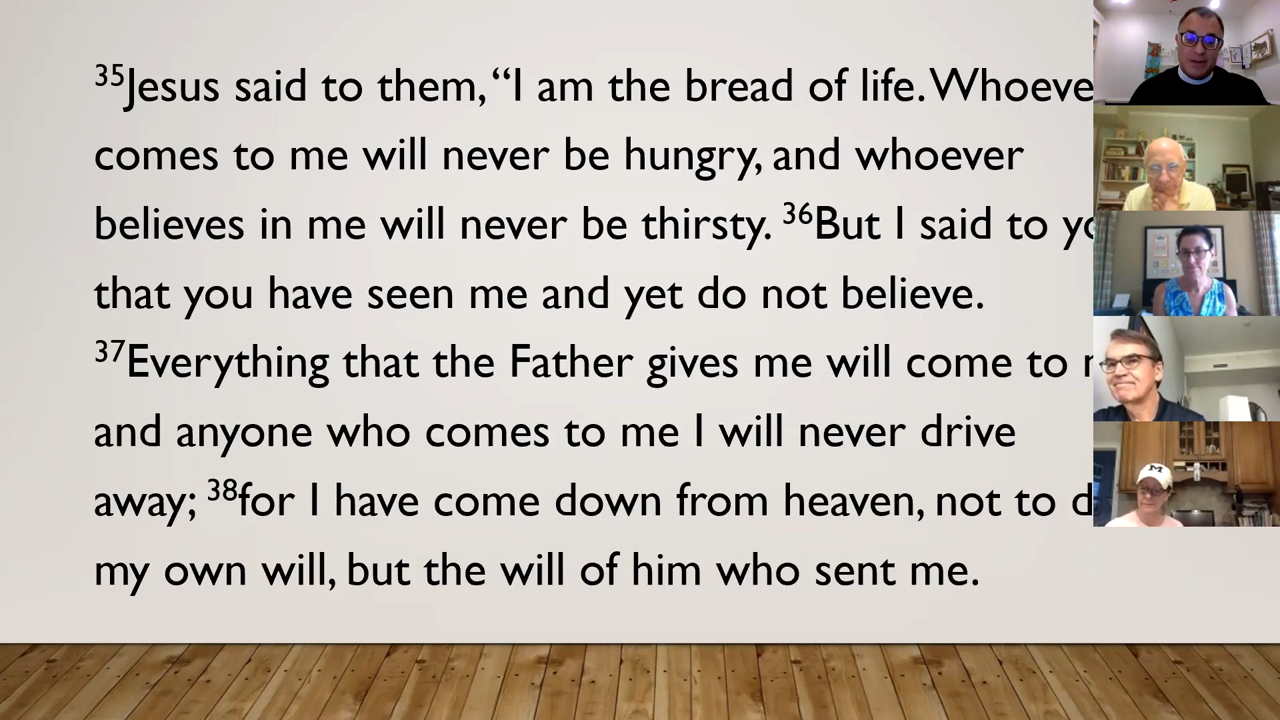 35Jesus said to them, “I am the bread of life. Whoeve
comes to me will never be hungry, and whoever
believes in me will never be thirsty. 36But I said to yo
that you have seen me and yet do not believe.
37Everything that the Father gives me will come to
and anyone who comes to me I will never drive
away; 38for I have come down from heaven, not to d
my own will, but the will of him who sent me.
M